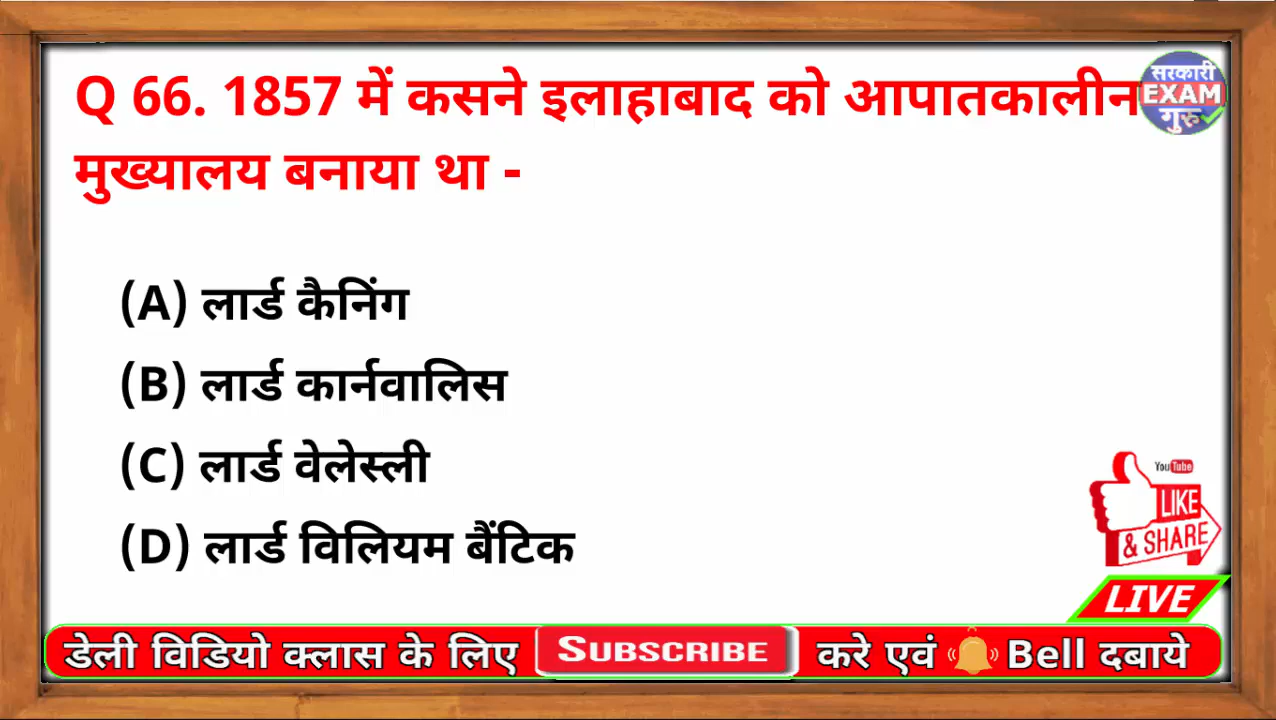 Q 66. 1857 में कसने इलाहाबाद को आपातकालीन
मुख्यालय बनाया था -
सरकारी
EXAM
गुरु
(A) लार्ड कैनिंग
(B) लार्ड कार्नवालिस
(C) लार्ड वेलेस्ली
(D) लार्ड विलियम बैंटिक
YouTube
LIKE
& SHARE
LIVE
डेली विडियो क्लास के लिए SUBSCRIBE करे एवं Bell दबाये